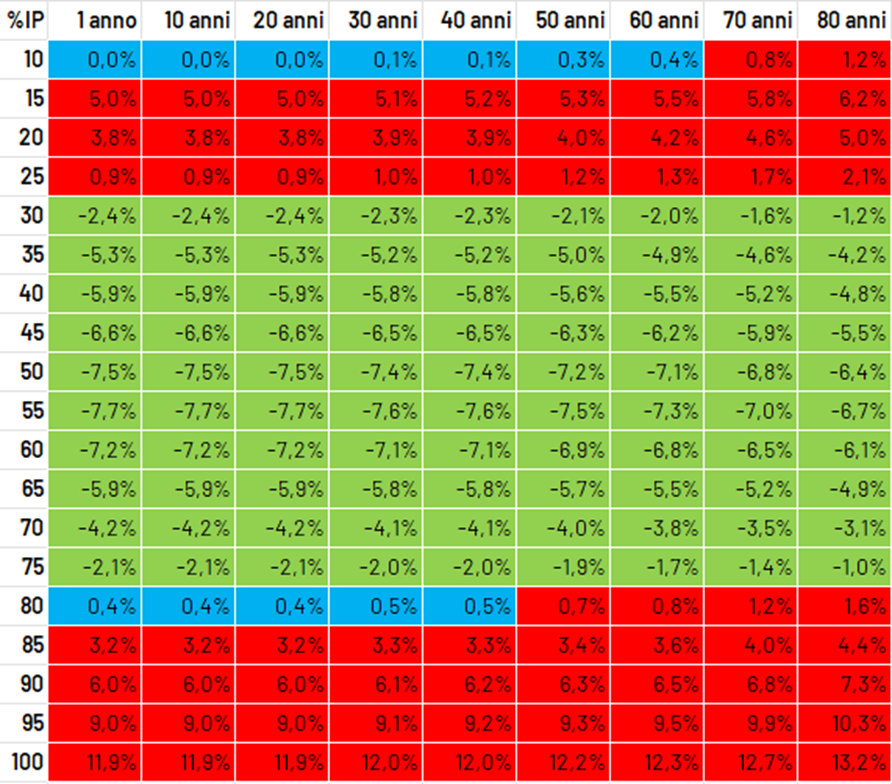 %IP 1 anno 10 anni 20 anni 30 anni 40 anni 50 anni 60 anni 70 anni 80 anni
10 0,0% 0,0% 0,0% 0,1% 0,1% 0,3% 0,4% 0,8% 1,2%
15 5,0% 5,0% 5,0% 5,1% 5,2% 5,3% 5,5% 5,8% 6,2%
20 3,8% 3,8% 3,8% 3,9% 3,9% 4,0% 4,2% 4,6% 5,0%
25 0,9% 0,9% 0,9% 1,0% 1,0% 1,2% 1,3% 1,7% 2,1%
30 -2,4% -2,4% -2,4% -2,3% -2,3% -2,1% -2,0% -1,6% -1,2%
35 -5,3% -5,3% -5,3% -5,2% -5,2% -5,0% -4,9% -4,6% -4,2%
40 -5,9% -5,9% -5,9% -5,8% -5,8% -5,6% -5,5% -5,2% -4,8%
45 -6,6% -6,6% -6,6% -6,5% -6,5% -6,3% -6,2% -5,9% -5,5%
50 -7,5% -7,5% -7,5% -7,4% -7,4% -7,2% -7,1% -6,8% -6,4%
55 -7,7% -7,7% -7,7% -7,6% -7,6% -7,5% -7,3% -7,0% -6,7%
60 -7,2% -7,2% -7,2% -7,1% -7,1% -6,9% -6,8% -6,5% -6,1%
65 -5,9% -5,9% -5,9% -5,8% -5,8% -5,7% -5,5% -5,2% -4,9%
70 -4,2% -4,2% -4,2% -4,1% -4,1% -4,0% -3,8% -3,5% -3,1%
75 -2,1% -2,1% -2,1% -2,0% -2,0% -1,9% -1,7% -1,4% -1,0%
80 0,4% 0,4% 0,4% 0,5% 0,5% 0,7% 0,8% 1,2% 1,6%
85 3,2% 3,2% 3,2% 3,3% 3,3% 3,4% 3,6% 4,0% 4,4%
90 6,0% 6,0% 6,0% 6,1% 6,2% 6,3% 6,5% 6,8% 7,3%
95 9,0% 9,0% 9,0% 9,1% 9,2% 9,3% 9,5% 9,9% 10,3%
100 11,9% 11,9% 11,9% 12,0% 12,0% 12,2% 12,3% 12,7% 13,2%